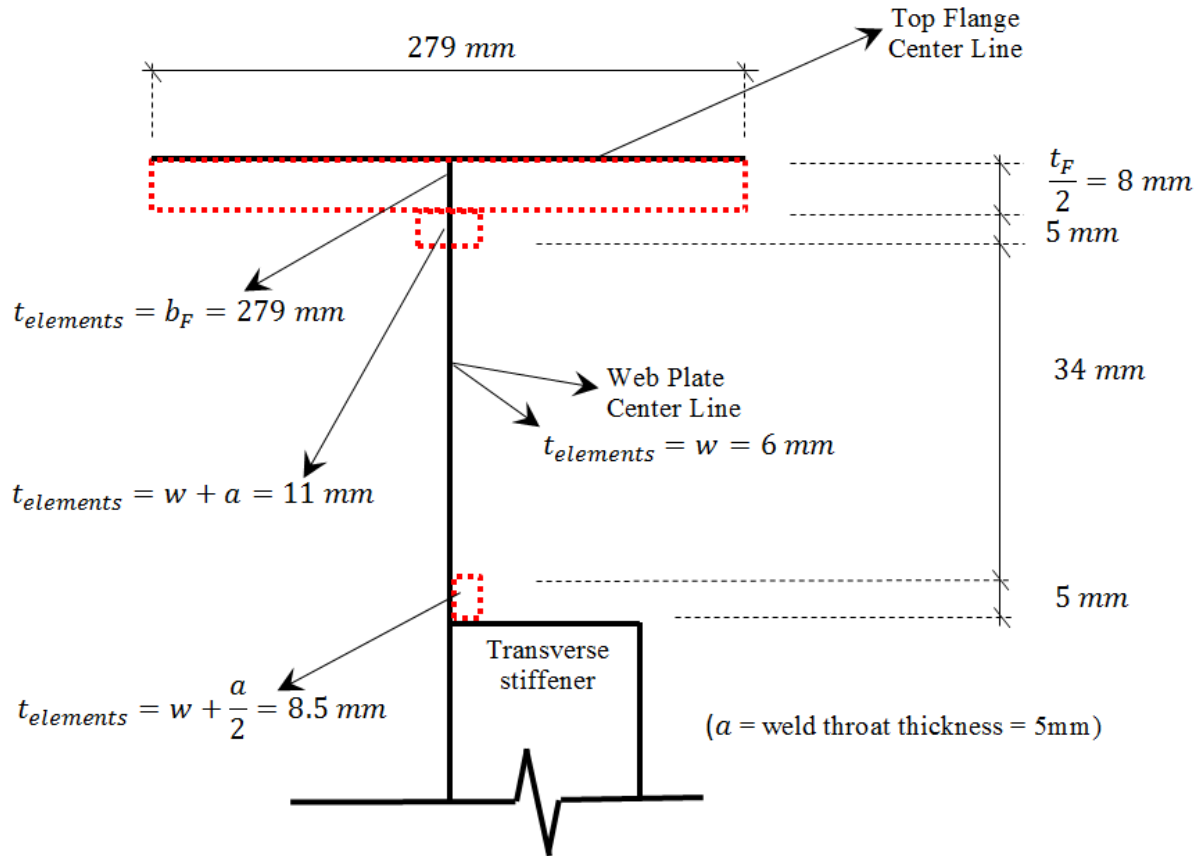 Top Flange
Center Line
279 mm
t_F/2 = 8 mm
5 mm
t_elements = b_F = 279 mm
34 mm
Web Plate
Center Line
t_elements = w = 6 mm
t_elements = w + a = 11 mm
5 mm
Transverse
stiffener
t_elements = w + a/2 = 8.5 mm
(a = weld throat thickness = 5mm)